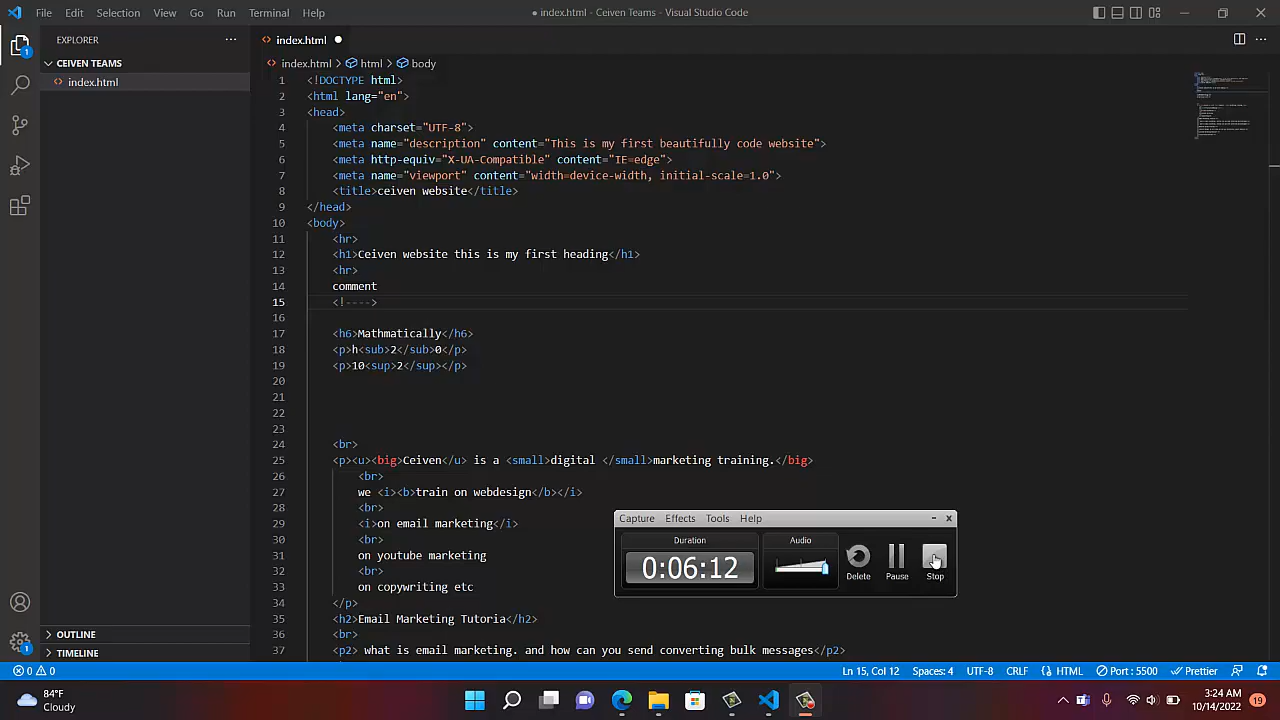 File Edit Selection View Go Run Terminal Help
● index.html - Ceiven Teams - Visual Studio Code
EXPLORER
CEIVEN TEAMS
index.html
index.html
index.html > html > body
1 <!DOCTYPE html>
2 <html lang="en">
3 <head>
4 <meta charset="UTF-8">
5 <meta name="description" content="This is my first beautifully code website">
6 <meta http-equiv="X-UA-Compatible" content="IE=edge">
7 <meta name="viewport" content="width=device-width, initial-scale=1.0">
8 <title>ceiven website</title>
9 </head>
10 <body>
11 <hr>
12 <h1>Ceiven website this is my first heading</h1>
13 <hr>
14 comment
15 <!---->
16
17 <h6>Mathmatically</h6>
18 <p>h<sub>2</sub>0</p>
19 <p>10<sup>2</sup></p>
20
21
22
23
24 <br>
25 <p><u><big>Ceiven</u> is a <small>digital </small>marketing training.</big>
26 <br>
27 we <i><b>train on webdesign</b></i>
28 <br>
29 <i>on email marketing</i>
30 <br>
31 on youtube marketing
32 <br>
33 on copywriting etc
34 </p>
35 <h2>Email Marketing Tutoria</h2>
36 <br>
37 <p2> what is email marketing. and how can you send converting bulk messages</p2>
Capture Effects Tools Help
Duration
0:06:12
Audio
Delete
Pause
Stop
1
1
OUTLINE
TIMELINE
0 0
Ln 15, Col 12 Spaces: 4 UTF-8 CRLF HTML Port : 5500 Prettier
84°F
Cloudy
3:24 AM
10/14/2022
19